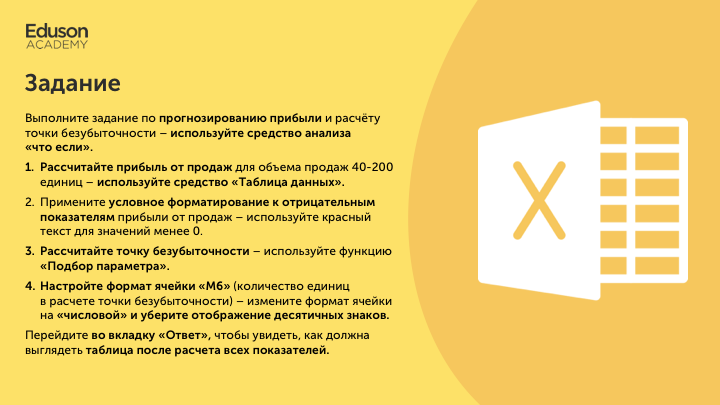 Eduson
ACADEMY
Задание
Выполните задание по прогнозированию прибыли и расчёту
точки безубыточности – используйте средство анализа
«что если».
1. Рассчитайте прибыль от продаж для объема продаж 40-200
единиц – используйте средство «Таблица данных».
2. Примените условное форматирование к отрицательным
показателям прибыли от продаж – используйте красный
текст для значений менее 0.
3. Рассчитайте точку безубыточности – используйте функцию
«Подбор параметра».
4. Настройте формат ячейки «М6» (количество единиц
в расчете точки безубыточности) – измените формат ячейки
на «числовой» и уберите отображение десятичных знаков.
Перейдите во вкладку «Ответ», чтобы увидеть, как должна
выглядеть таблица после расчета всех показателей.
X